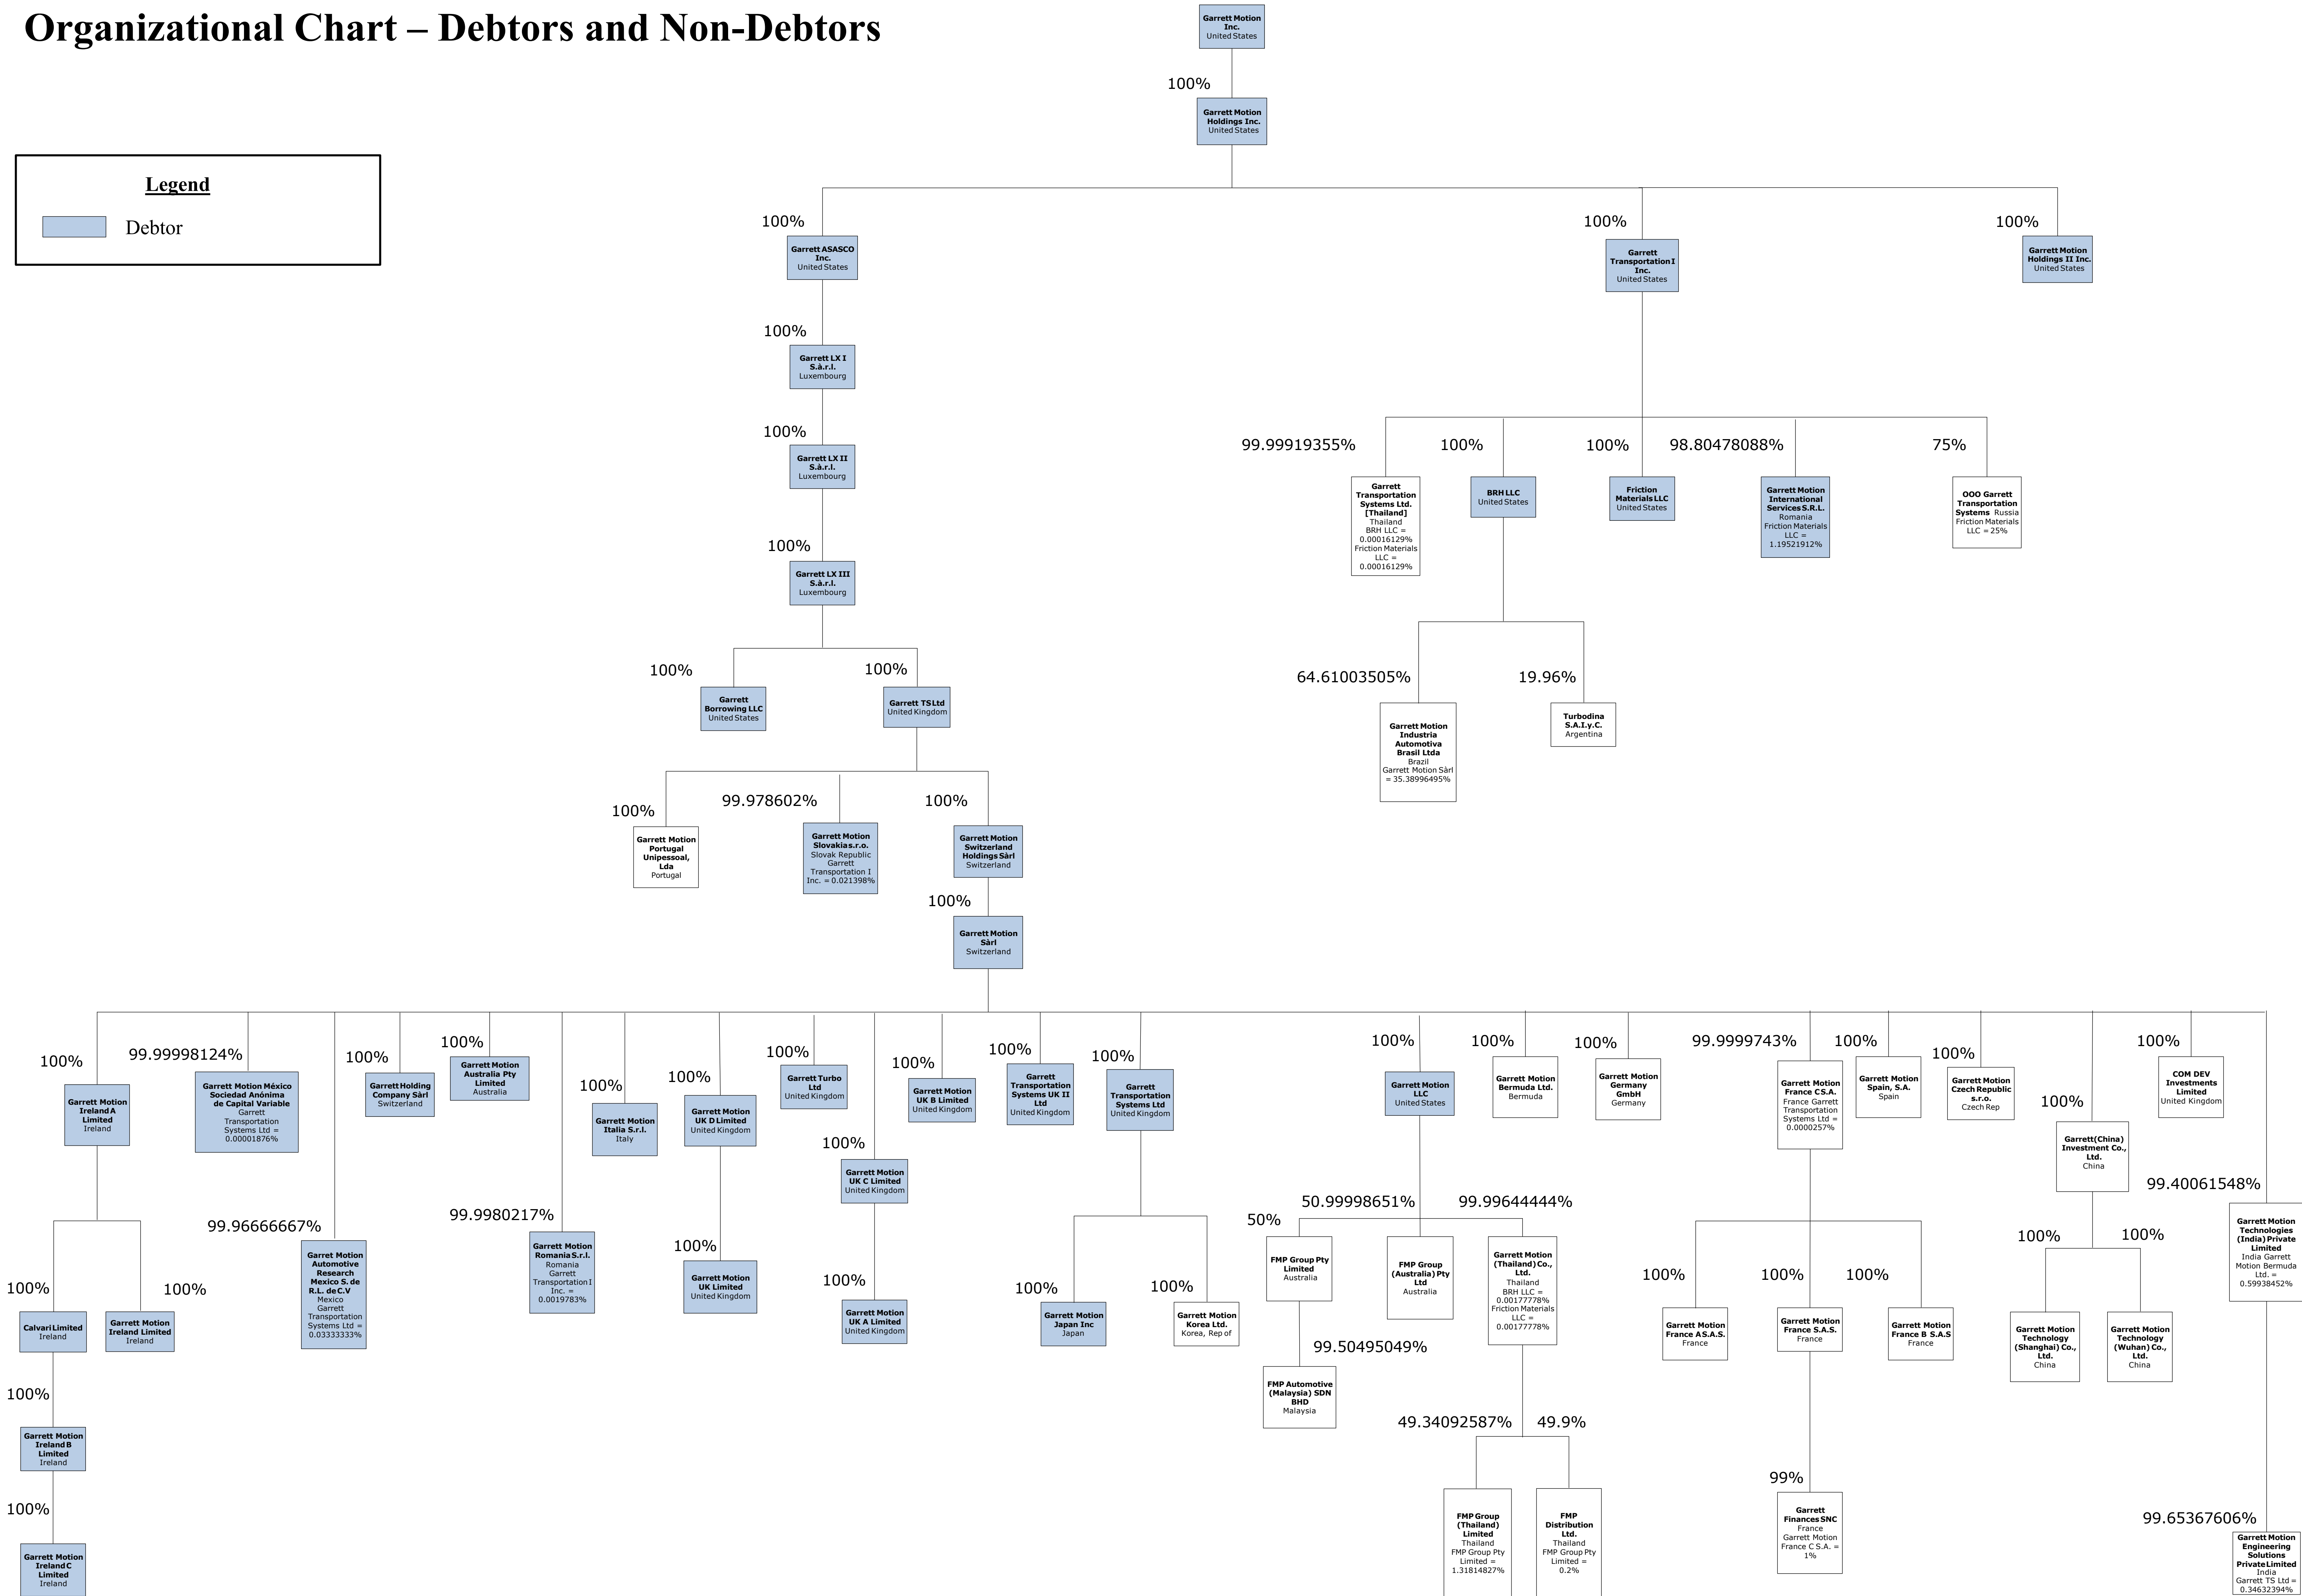 Organizational Chart – Debtors and Non-Debtors
Garrett Motion
Inc.
United States
100%
Garrett Motion
Holdings Inc.
United States
Legend
Debtor
100%
Garrett ASASCO
Inc.
United States
100%
Garrett
Transportation I
Inc.
United States
100%
Garrett Motion
Holdings II Inc.
United States
100%
Garrett LX I
S.à.r.l.
Luxembourg
100%
Garrett LX II
S.à.r.l.
Luxembourg
100%
Garrett LX III
S.à.r.l.
Luxembourg
99.99919355%
Garrett
Transportation
Systems Ltd.
[Thailand]
Thailand
BRH LLC =
0.00016129%
Friction Materials
LLC =
0.00016129%
100%
BRH LLC
United States
100%
Friction
Materials LLC
United States
98.80478088%
Garrett Motion
International
Services S.R.L.
Romania
Friction Materials
LLC =
1.19521912%
75%
OOO Garrett
Transportation
Systems Russia
Friction Materials
LLC = 25%
100%
Garrett
Borrowing LLC
United States
100%
Garrett TS Ltd
United Kingdom
64.61003505%
Garrett Motion
Industria
Automotiva
Brasil Ltda
Brazil
Garrett Motion Sàrl
= 35.38996495%
19.96%
Turbodina
S.A.I.y.C.
Argentina
100%
Garrett Motion
Portugal
Unipessoal,
Lda
Portugal
99.978602%
Garrett Motion
Slovakia s.r.o.
Slovak Republic
Garrett
Transportation I
Inc. = 0.021398%
100%
Garrett Motion
Switzerland
Holdings Sàrl
Switzerland
100%
Garrett Motion
Sàrl
Switzerland
100%
Garrett Motion
Ireland A
Limited
Ireland
99.99998124%
Garrett Motion México
Sociedad Anónima
de Capital Variable
Garrett
Transportation
Systems Ltd =
0.00001876%
99.96666667%
Garret Motion
Automotive
Research
Mexico S. de
R.L. de C.V
Mexico
Garrett
Transportation
Systems Ltd =
0.03333333%
100%
Garrett Holding
Company Sàrl
Switzerland
100%
Garrett Motion
Australia Pty
Limited
Australia
99.9980217%
Garrett Motion
Romania S.r.l.
Romania
Garrett
Transportation I
Inc. =
0.0019783%
100%
Garrett Motion
Italia S.r.l.
Italy
100%
Garrett Motion
UK D Limited
United Kingdom
100%
Garrett Motion
UK Limited
United Kingdom
100%
Garrett Turbo
Ltd
United Kingdom
100%
Garrett Motion
UK C Limited
United Kingdom
100%
Garrett Motion
UK A Limited
United Kingdom
100%
Garrett Motion
UK B Limited
United Kingdom
100%
Garrett
Transportation
Systems UK II
Ltd
United Kingdom
100%
Garrett
Transportation
Systems Ltd
United Kingdom
100%
Garrett Motion
Japan Inc
Japan
100%
Garrett Motion
Korea Ltd.
Korea, Rep of
100%
Garrett Motion
LLC
United States
50%
FMP Group Pty
Limited
Australia
99.50495049%
FMP Automotive
(Malaysia) SDN
BHD
Malaysia
50.99998651%
FMP Group
(Australia) Pty
Ltd
Australia
99.99644444%
Garrett Motion
(Thailand) Co.,
Ltd.
Thailand
BRH LLC =
0.00177778%
Friction Materials
LLC =
0.00177778%
49.34092587%
FMP Group
(Thailand)
Limited
Thailand
FMP Group Pty
Limited =
1.31814827%
49.9%
FMP
Distribution
Ltd.
Thailand
FMP Group Pty
Limited =
0.2%
100%
Garrett Motion
Bermuda Ltd.
Bermuda
100%
Garrett Motion
Germany
GmbH
Germany
99.9999743%
Garrett Motion
France C S.A.
France Garrett
Transportation
Systems Ltd =
0.0000257%
100%
Garrett Motion
France A S.A.S.
France
100%
Garrett Motion
France S.A.S.
France
100%
Garrett Motion
France B S.A.S
France
99%
Garrett
Finances SNC
France
Garrett Motion
France C S.A. =
1%
100%
Garrett Motion
Spain, S.A.
Spain
100%
Garrett Motion
Czech Republic
s.r.o.
Czech Rep
100%
Garrett(China)
Investment Co.,
Ltd.
China
100%
Garrett Motion
Technology
(Shanghai) Co.,
Ltd.
China
100%
Garrett Motion
Technology
(Wuhan) Co.,
Ltd.
China
100%
COM DEV
Investments
Limited
United Kingdom
99.40061548%
Garrett Motion
Technologies
(India) Private
Limited
India Garrett
Motion Bermuda
Ltd. =
0.59938452%
99.65367606%
Garrett Motion
Engineering
Solutions
Private Limited
India
Garrett TS Ltd =
0.34632394%
100%
Calvari Limited
Ireland
100%
Garrett Motion
Ireland Limited
Ireland
100%
Garrett Motion
Ireland B
Limited
Ireland
100%
Garrett Motion
Ireland C
Limited
Ireland